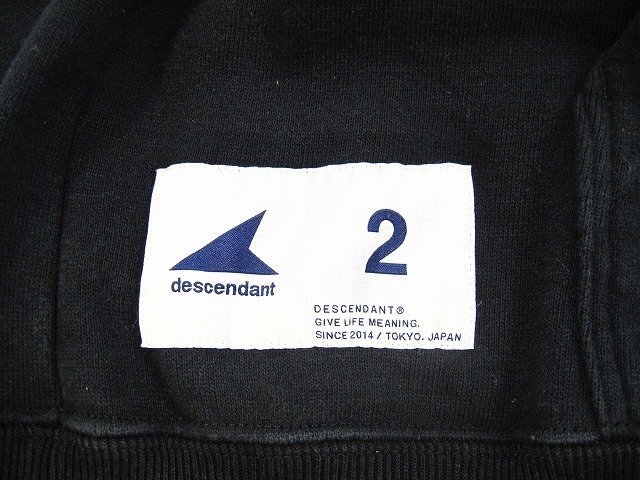 descendant
2
DESCENDANT®
GIVE LIFE MEANING.
SINCE 2014 / TOKYO. JAPAN